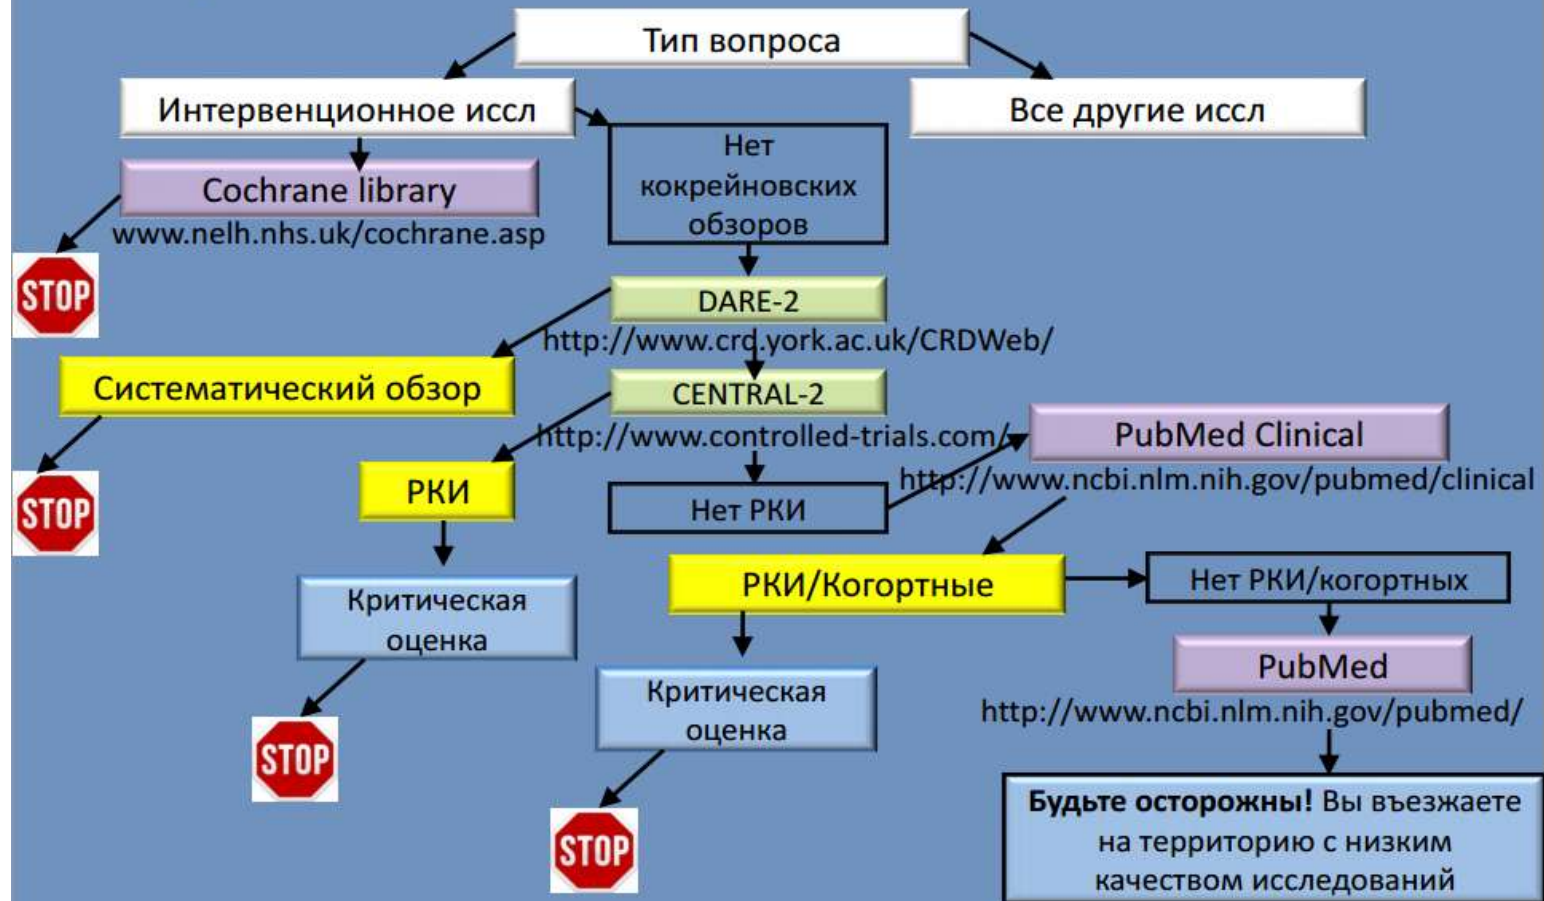 Тип вопроса
Интервенционное иссл
Все другие иссл
Нет
кокрейновских
обзоров
Cochrane library
www.nelh.nhs.uk/cochrane.asp
STOP
DARE-2
http://www.crd.york.ac.uk/CRDWeb/
Систематический обзор
STOP
CENTRAL-2
http://www.controlled-trials.com/
PubMed Clinical
http://www.ncbi.nlm.nih.gov/pubmed/clinical
РКИ
Нет РКИ
Критическая
оценка
STOP
РКИ/Когортные
Нет РКИ/когортных
Критическая
оценка
STOP
PubMed
http://www.ncbi.nlm.nih.gov/pubmed/
Будьте осторожны! Вы въезжаете
на территорию с низким
качеством исследований